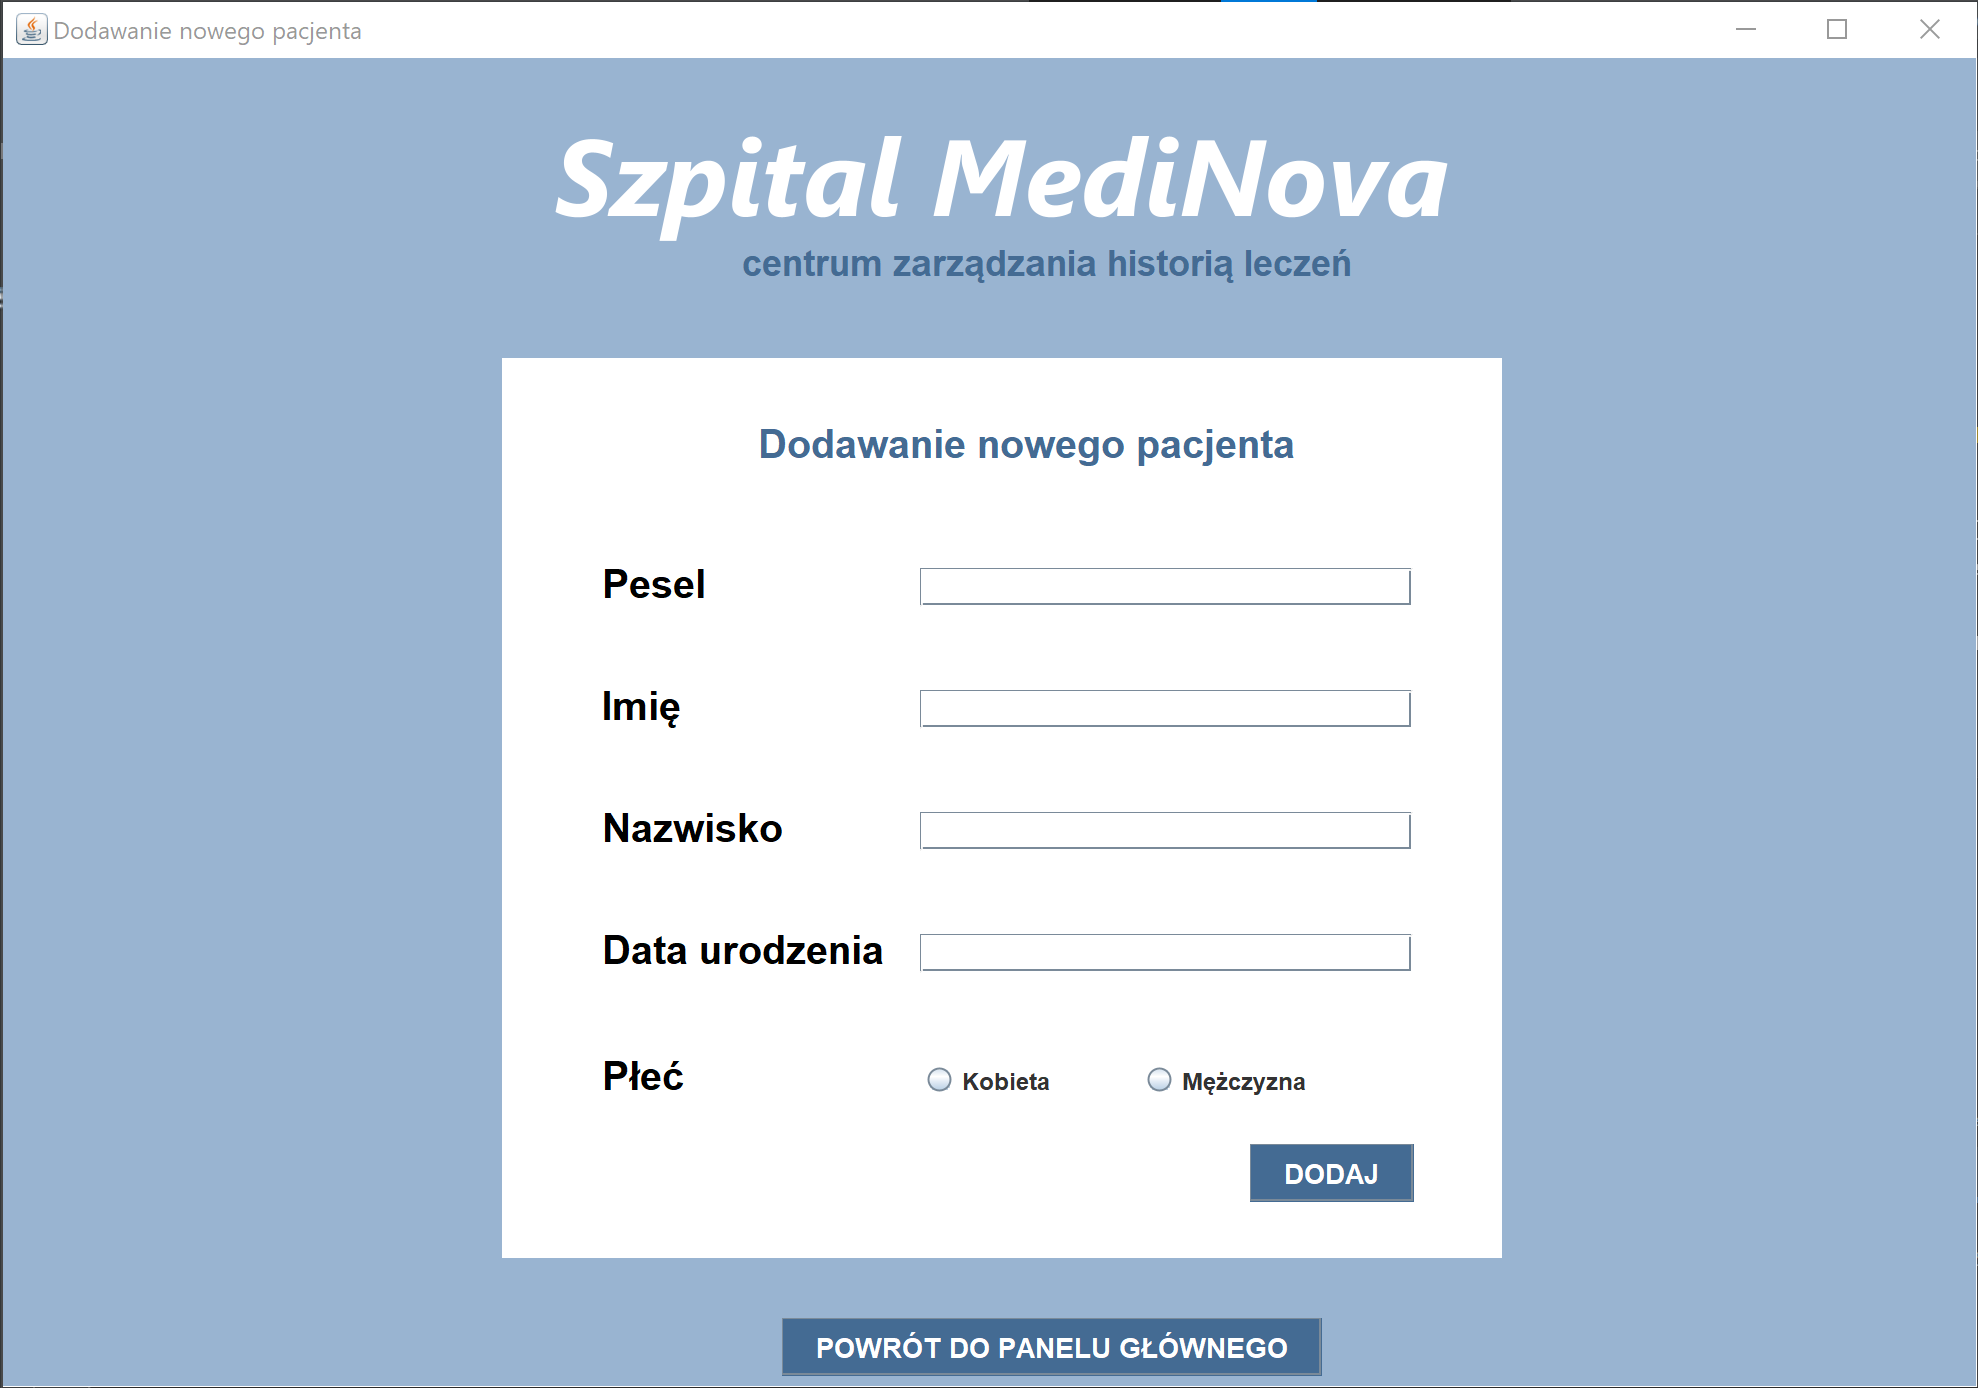 Dodawanie nowego pacjenta
Szpital MediNova
centrum zarządzania historią leczeń
Dodawanie nowego pacjenta
Pesel
Imię
Nazwisko
Data urodzenia
Płeć Kobieta Mężczyzna
DODAJ
POWRÓT DO PANELU GŁÓWNEGO